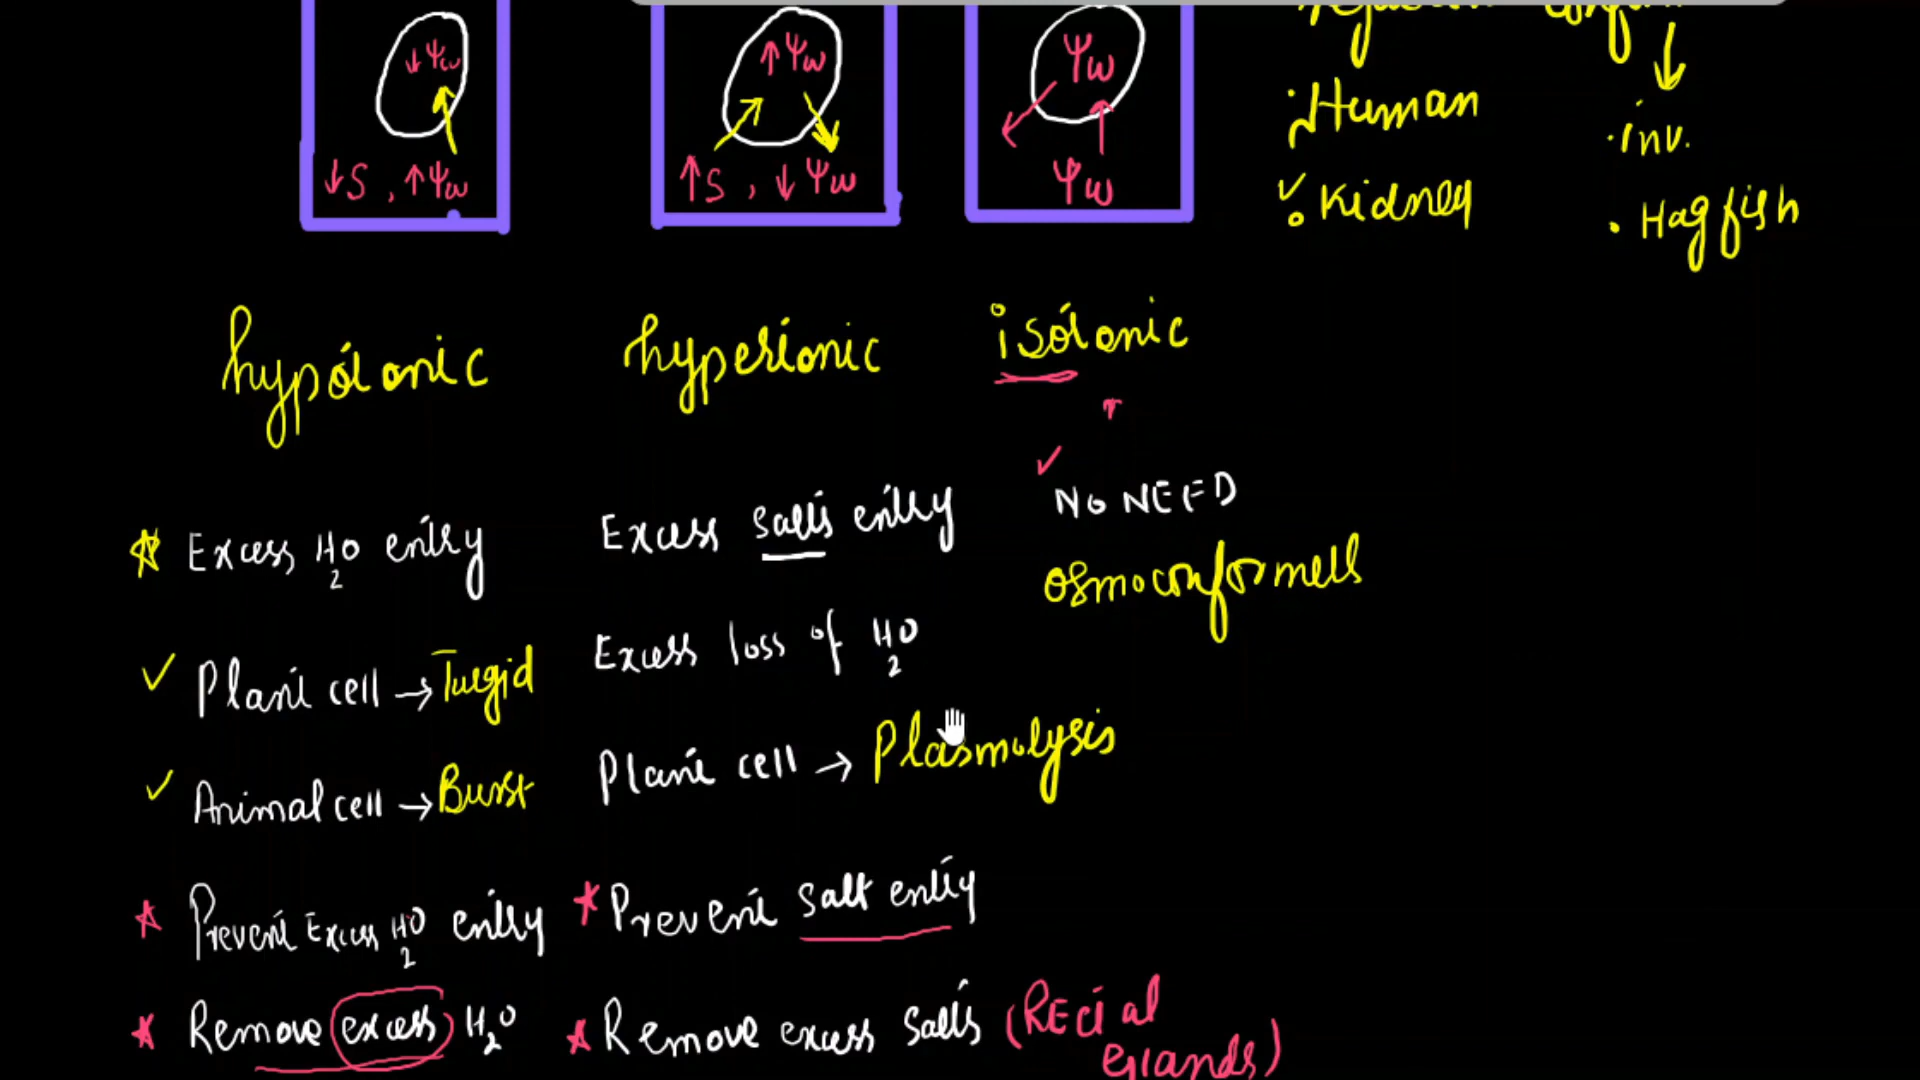 ↓Ψw
↓S, ↑Ψw
↑Ψw
↑S, ↓Ψw
Ψw
Ψw
Human
Kidney
inv.
Hagfish
hypotonic
hypertonic
isotonic
NO NEED
Osmoconformers
Excess H2O entry
Plant cell → Turgid
Animal cell → Burst
Prevent Excess H2O entry
Remove excess H2O
Excess salts entry
Excess loss of H2O
Plant cell → Plasmolysis
Prevent salt entry
Remove excess salts (RECtal
Glands)